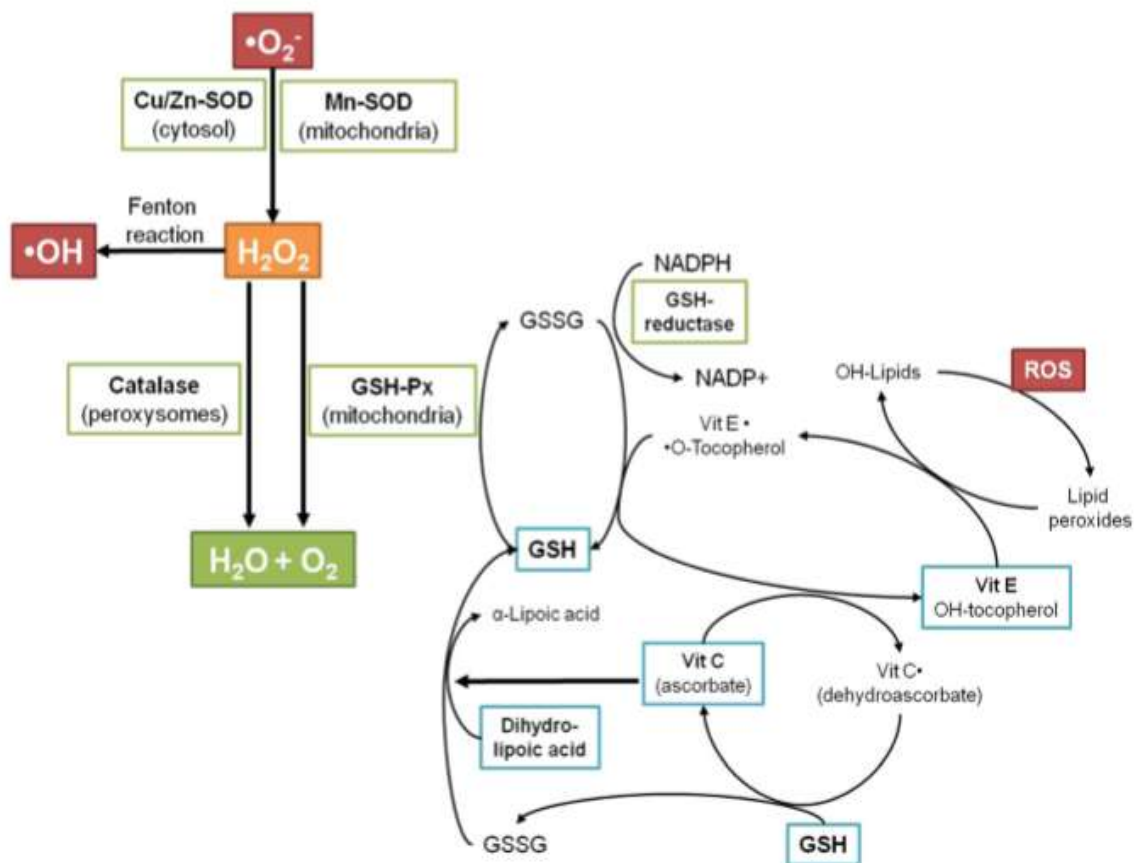 •O₂⁻
Cu/Zn-SOD
(cytosol)
Mn-SOD
(mitochondria)
Fenton
reaction
•OH
H₂O₂
Catalase
(peroxysomes)
GSH-Px
(mitochondria)
H₂O + O₂
NADPH
GSH-
reductase
GSSG
NADP+
OH-Lipids
ROS
Vit E •
•O-Tocopherol
Lipid
peroxides
GSH
Vit E
OH-tocopherol
α-Lipoic acid
Vit C
(ascorbate)
Vit C•
(dehydroascorbate)
Dihydro-
lipoic acid
GSSG
GSH